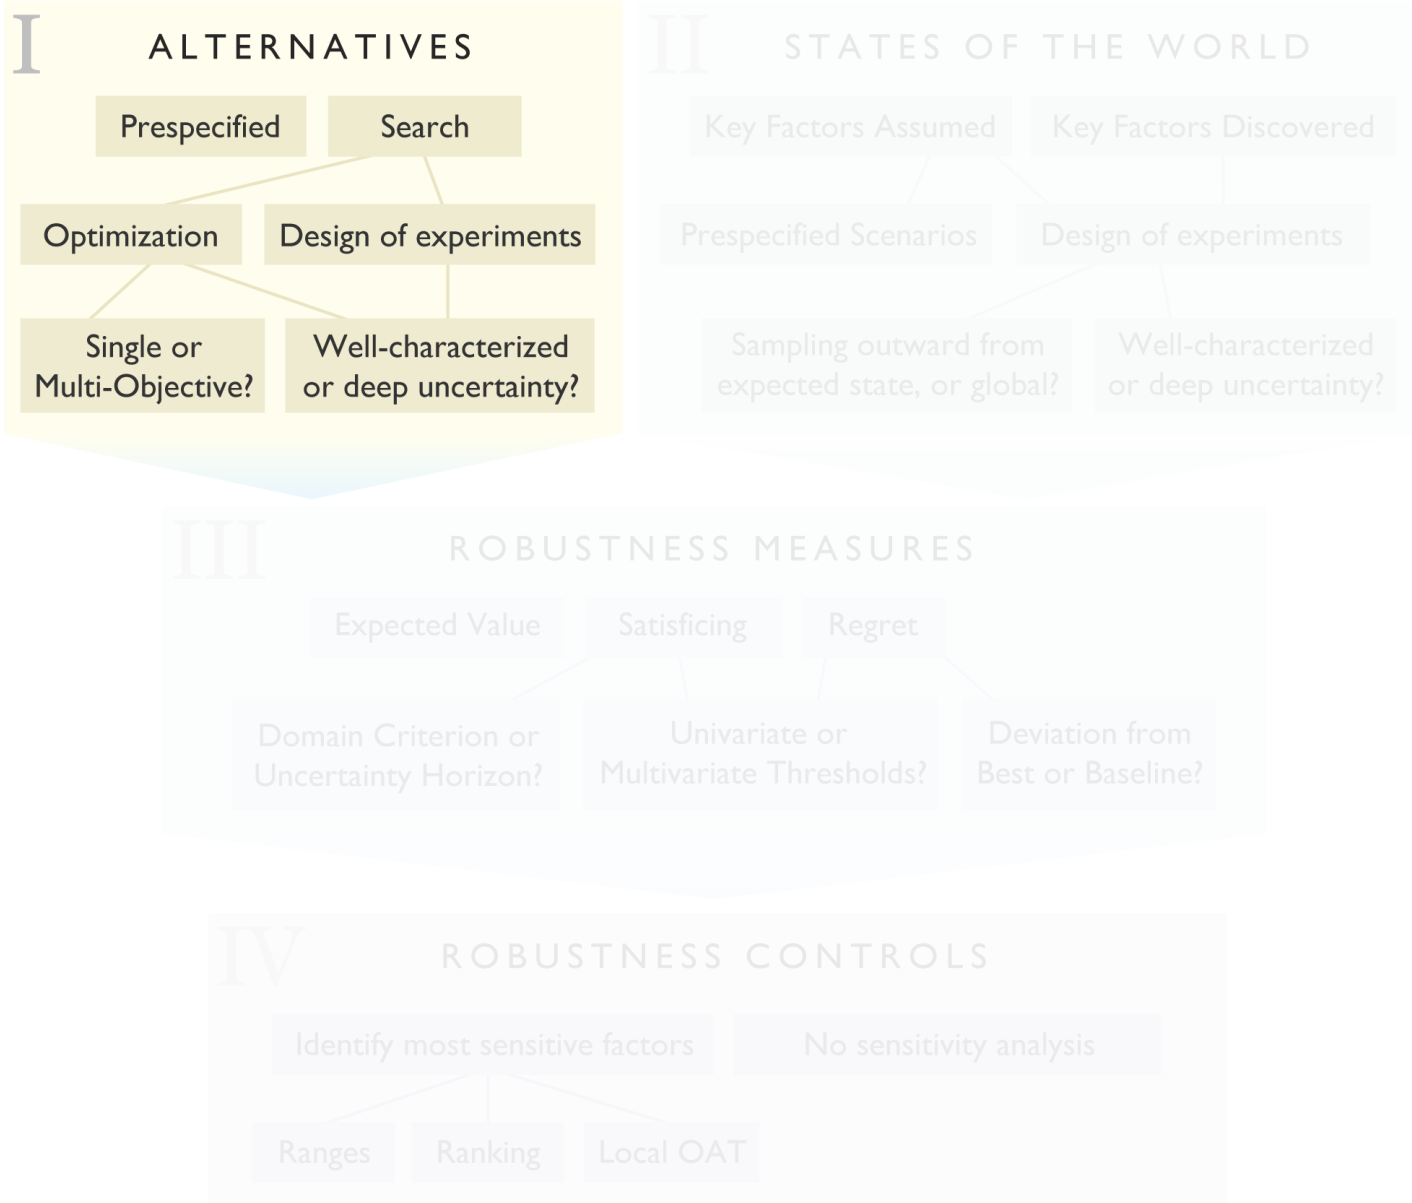 I
ALTERNATIVES
Prespecified
Search
Optimization
Design of experiments
Single or
Multi-Objective?
Well-characterized
or deep uncertainty?
II
STATES OF THE WORLD
Key Factors Assumed
Key Factors Discovered
Prespecified Scenarios
Design of experiments
Sampling outward from
expected state, or global?
Well-characterized
or deep uncertainty?
III
ROBUSTNESS MEASURES
Expected Value
Satisficing
Regret
Domain Criterion or
Uncertainty Horizon?
Univariate or
Multivariate Thresholds?
Deviation from
Best or Baseline?
IV
ROBUSTNESS CONTROLS
Identify most sensitive factors
No sensitivity analysis
Ranges
Ranking
Local OAT